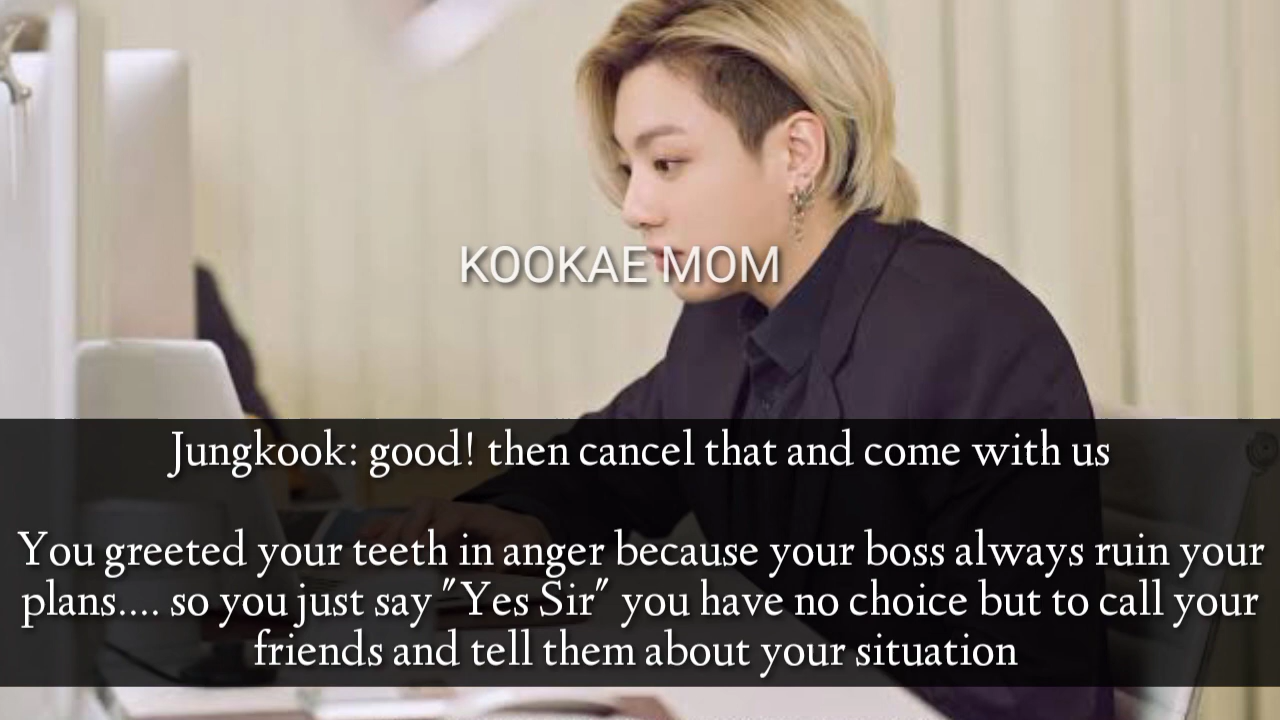 KOOKAE MOM
Jungkook: good! then cancel that and come with us
You greeted your teeth in anger because your boss always ruin your
plans.... so you just say "Yes Sir" you have no choice but to call your
friends and tell them about your situation